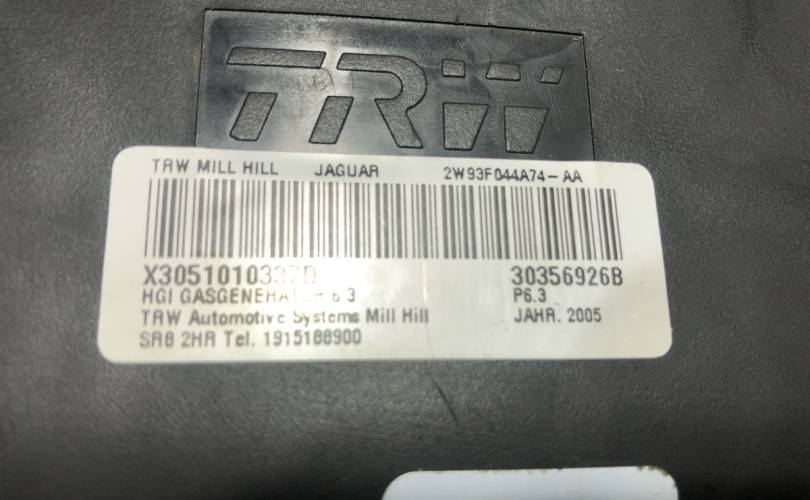 TRW
TRW MILL HILL JAGUAR 2W93F044A74-AA
30356926B
HGI P6.3
TRW Automotive Systems Mill Hill JAHR. 2005
SR8 2HR Tel. 1915188900